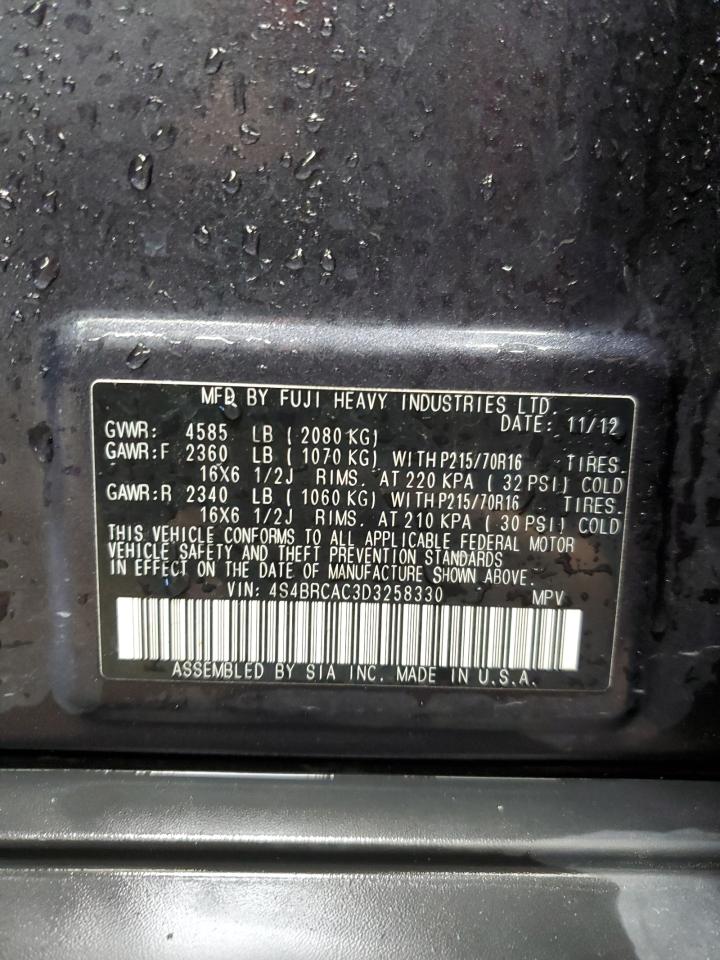 MFD BY FUJI HEAVY INDUSTRIES LTD.
DATE: 11/12
GVWR: 4585 LB ( 2080 KG)
GAWR:F 2360 LB ( 1070 KG) WITH P215/70R16 TIRES.
16X6 1/2J RIMS. AT 220 KPA ( 32 PSI) COLD
GAWR:R 2340 LB ( 1060 KG) WITH P215/70R16 TIRES.
16X6 1/2J RIMS. AT 210 KPA ( 30 PSI) COLD
THIS VEHICLE CONFORMS TO ALL APPLICABLE FEDERAL MOTOR
VEHICLE SAFETY AND THEFT PREVENTION STANDARDS
IN EFFECT ON THE DATE OF MANUFACTURE SHOWN ABOVE.
VIN: 4S4BRCAC3D3258330 MPV
ASSEMBLED BY SIA INC. MADE IN U.S.A.